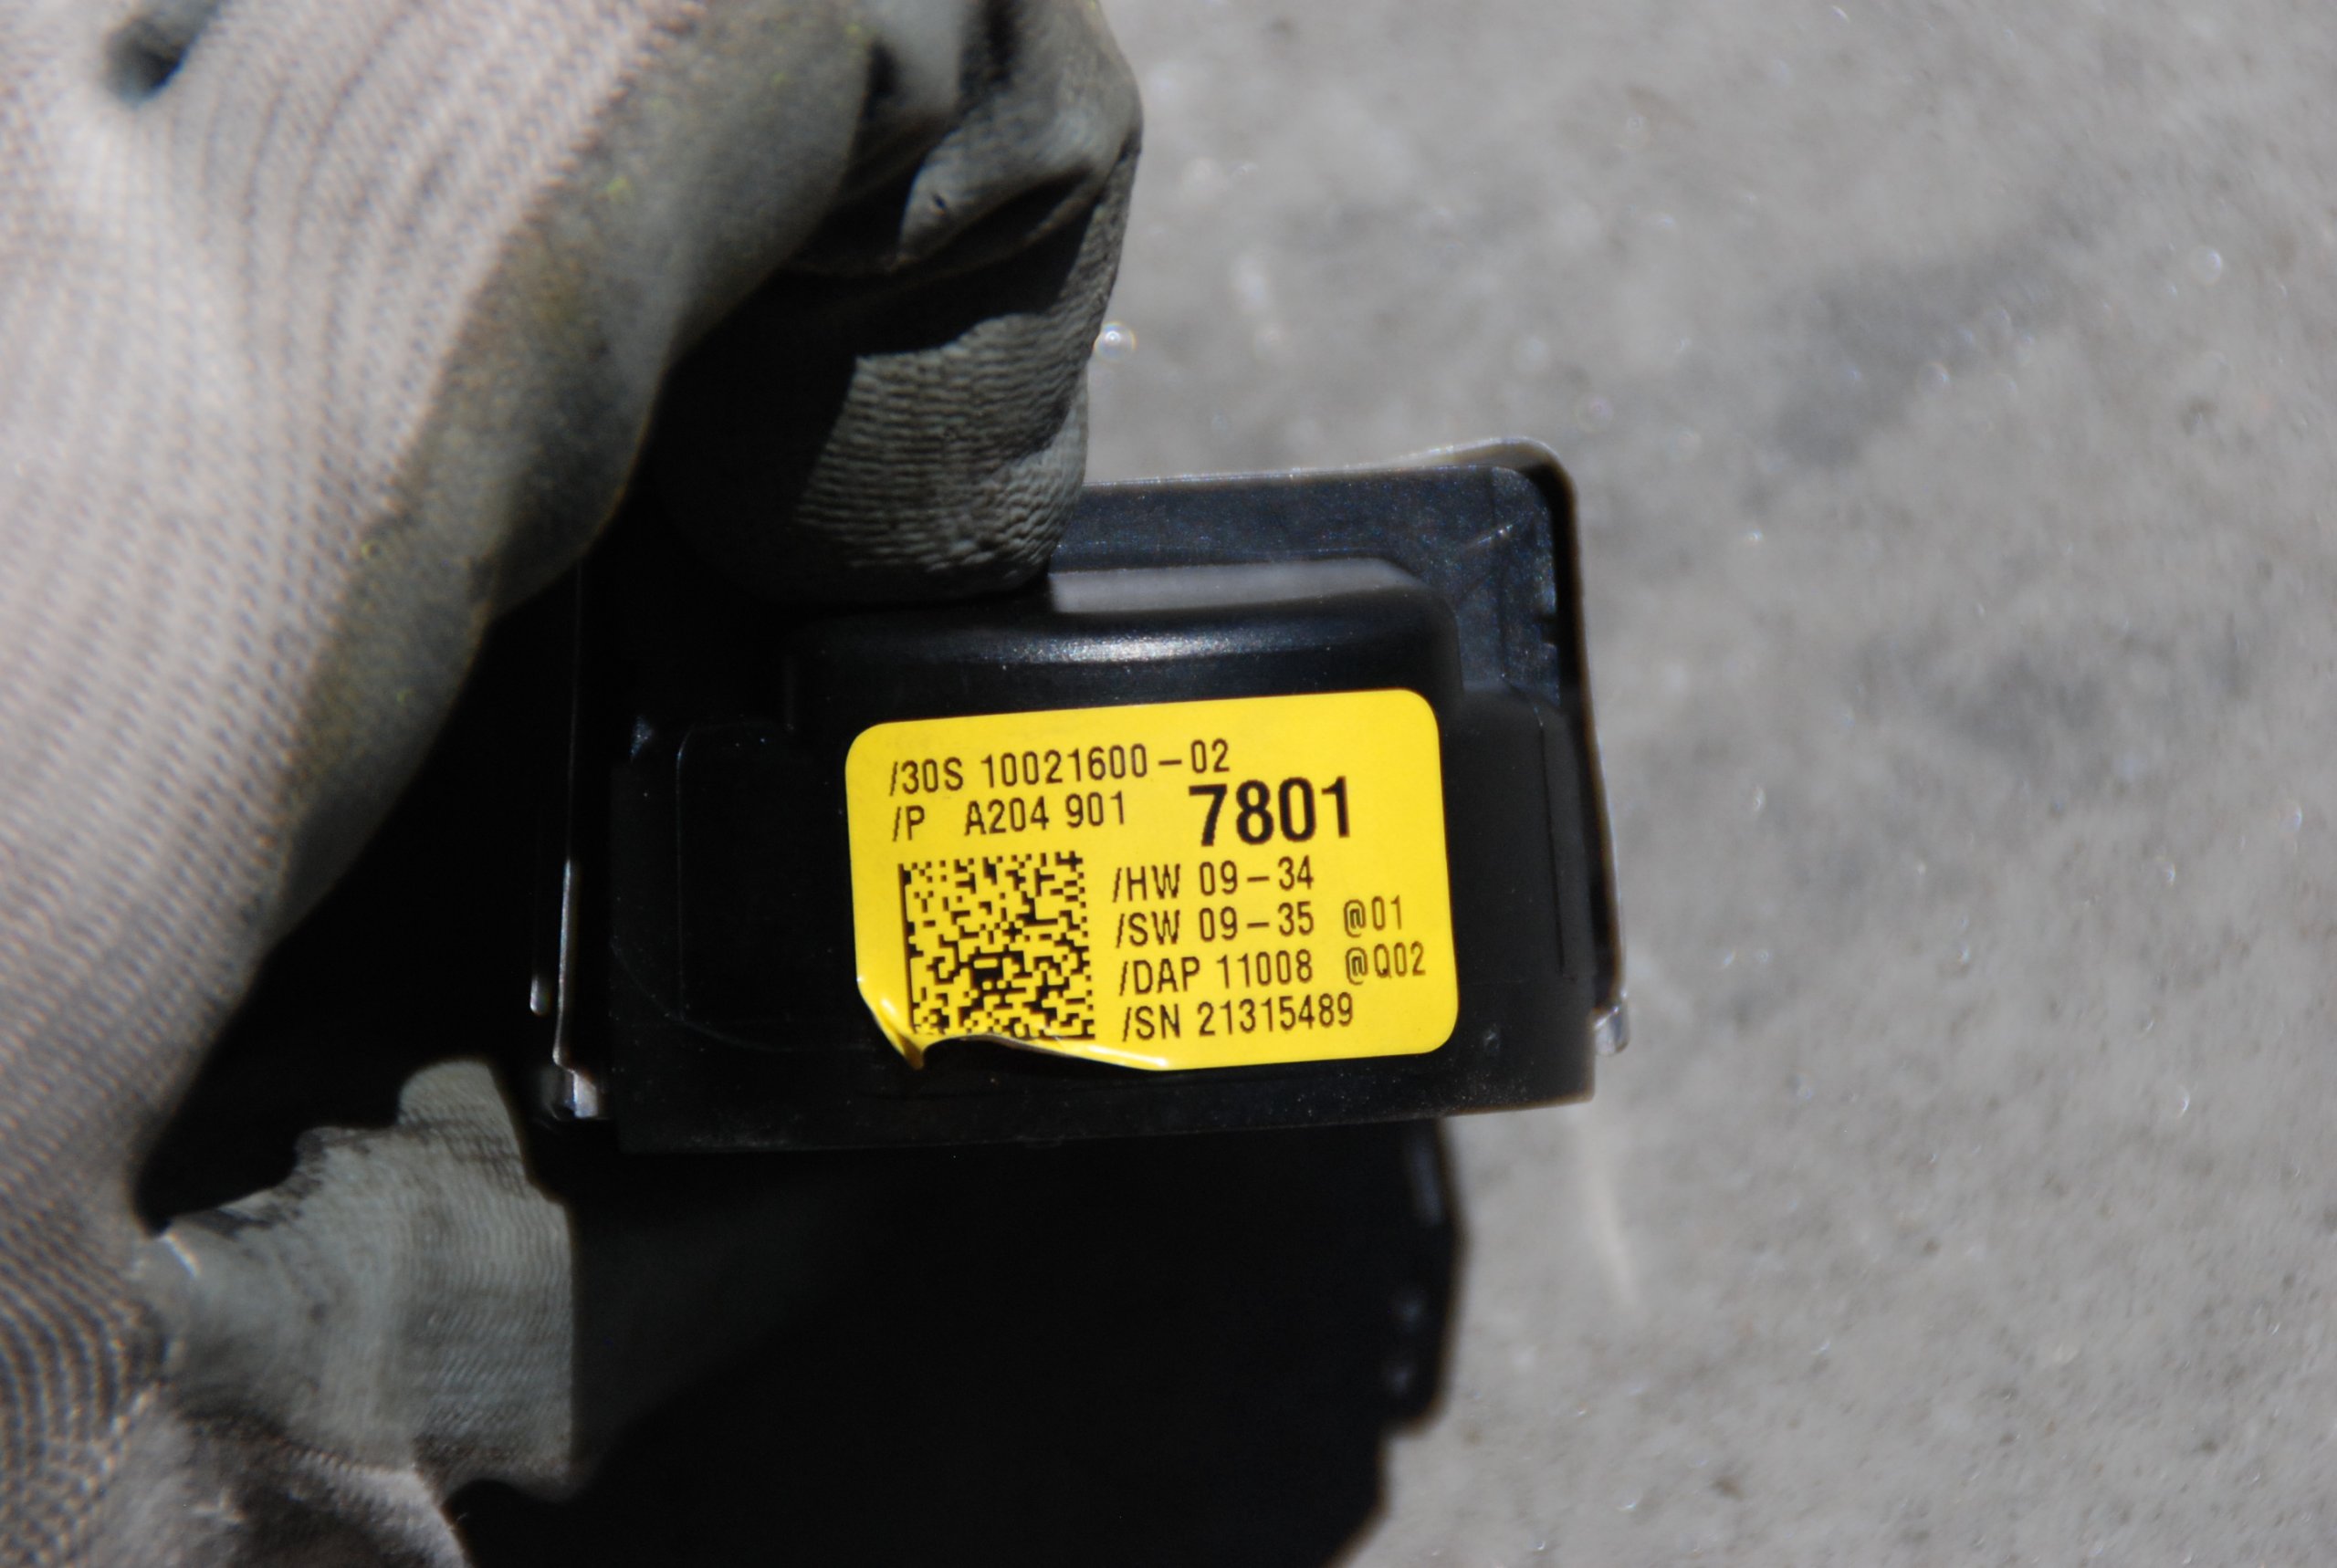 /30S 10021600-02
/P A204 901 7801
/HW 09-34
/SW 09-35 @01
/DAP 11008 @Q02
/SN 21315489